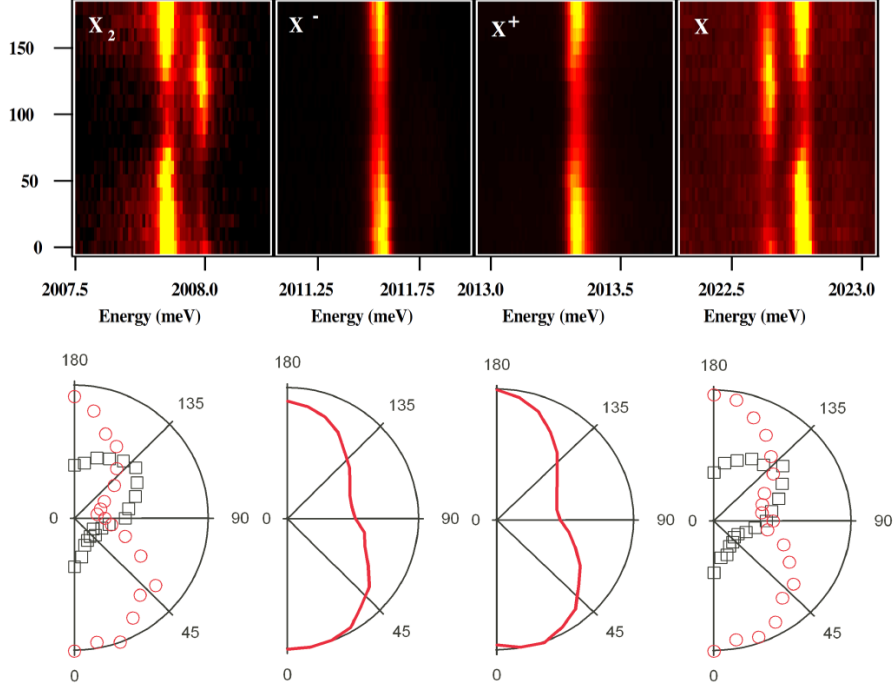 X₂ X⁻ X⁺ X
150
100
50
0
2007.5 2008.0 2011.25 2011.75 2013.0 2013.5 2022.5 2023.0
Energy (meV) Energy (meV) Energy (meV) Energy (meV)
180 180 180 180
135 135 135 135
0 90 0 90 0 90 0 90
45 45 45 45
0 0 0 0